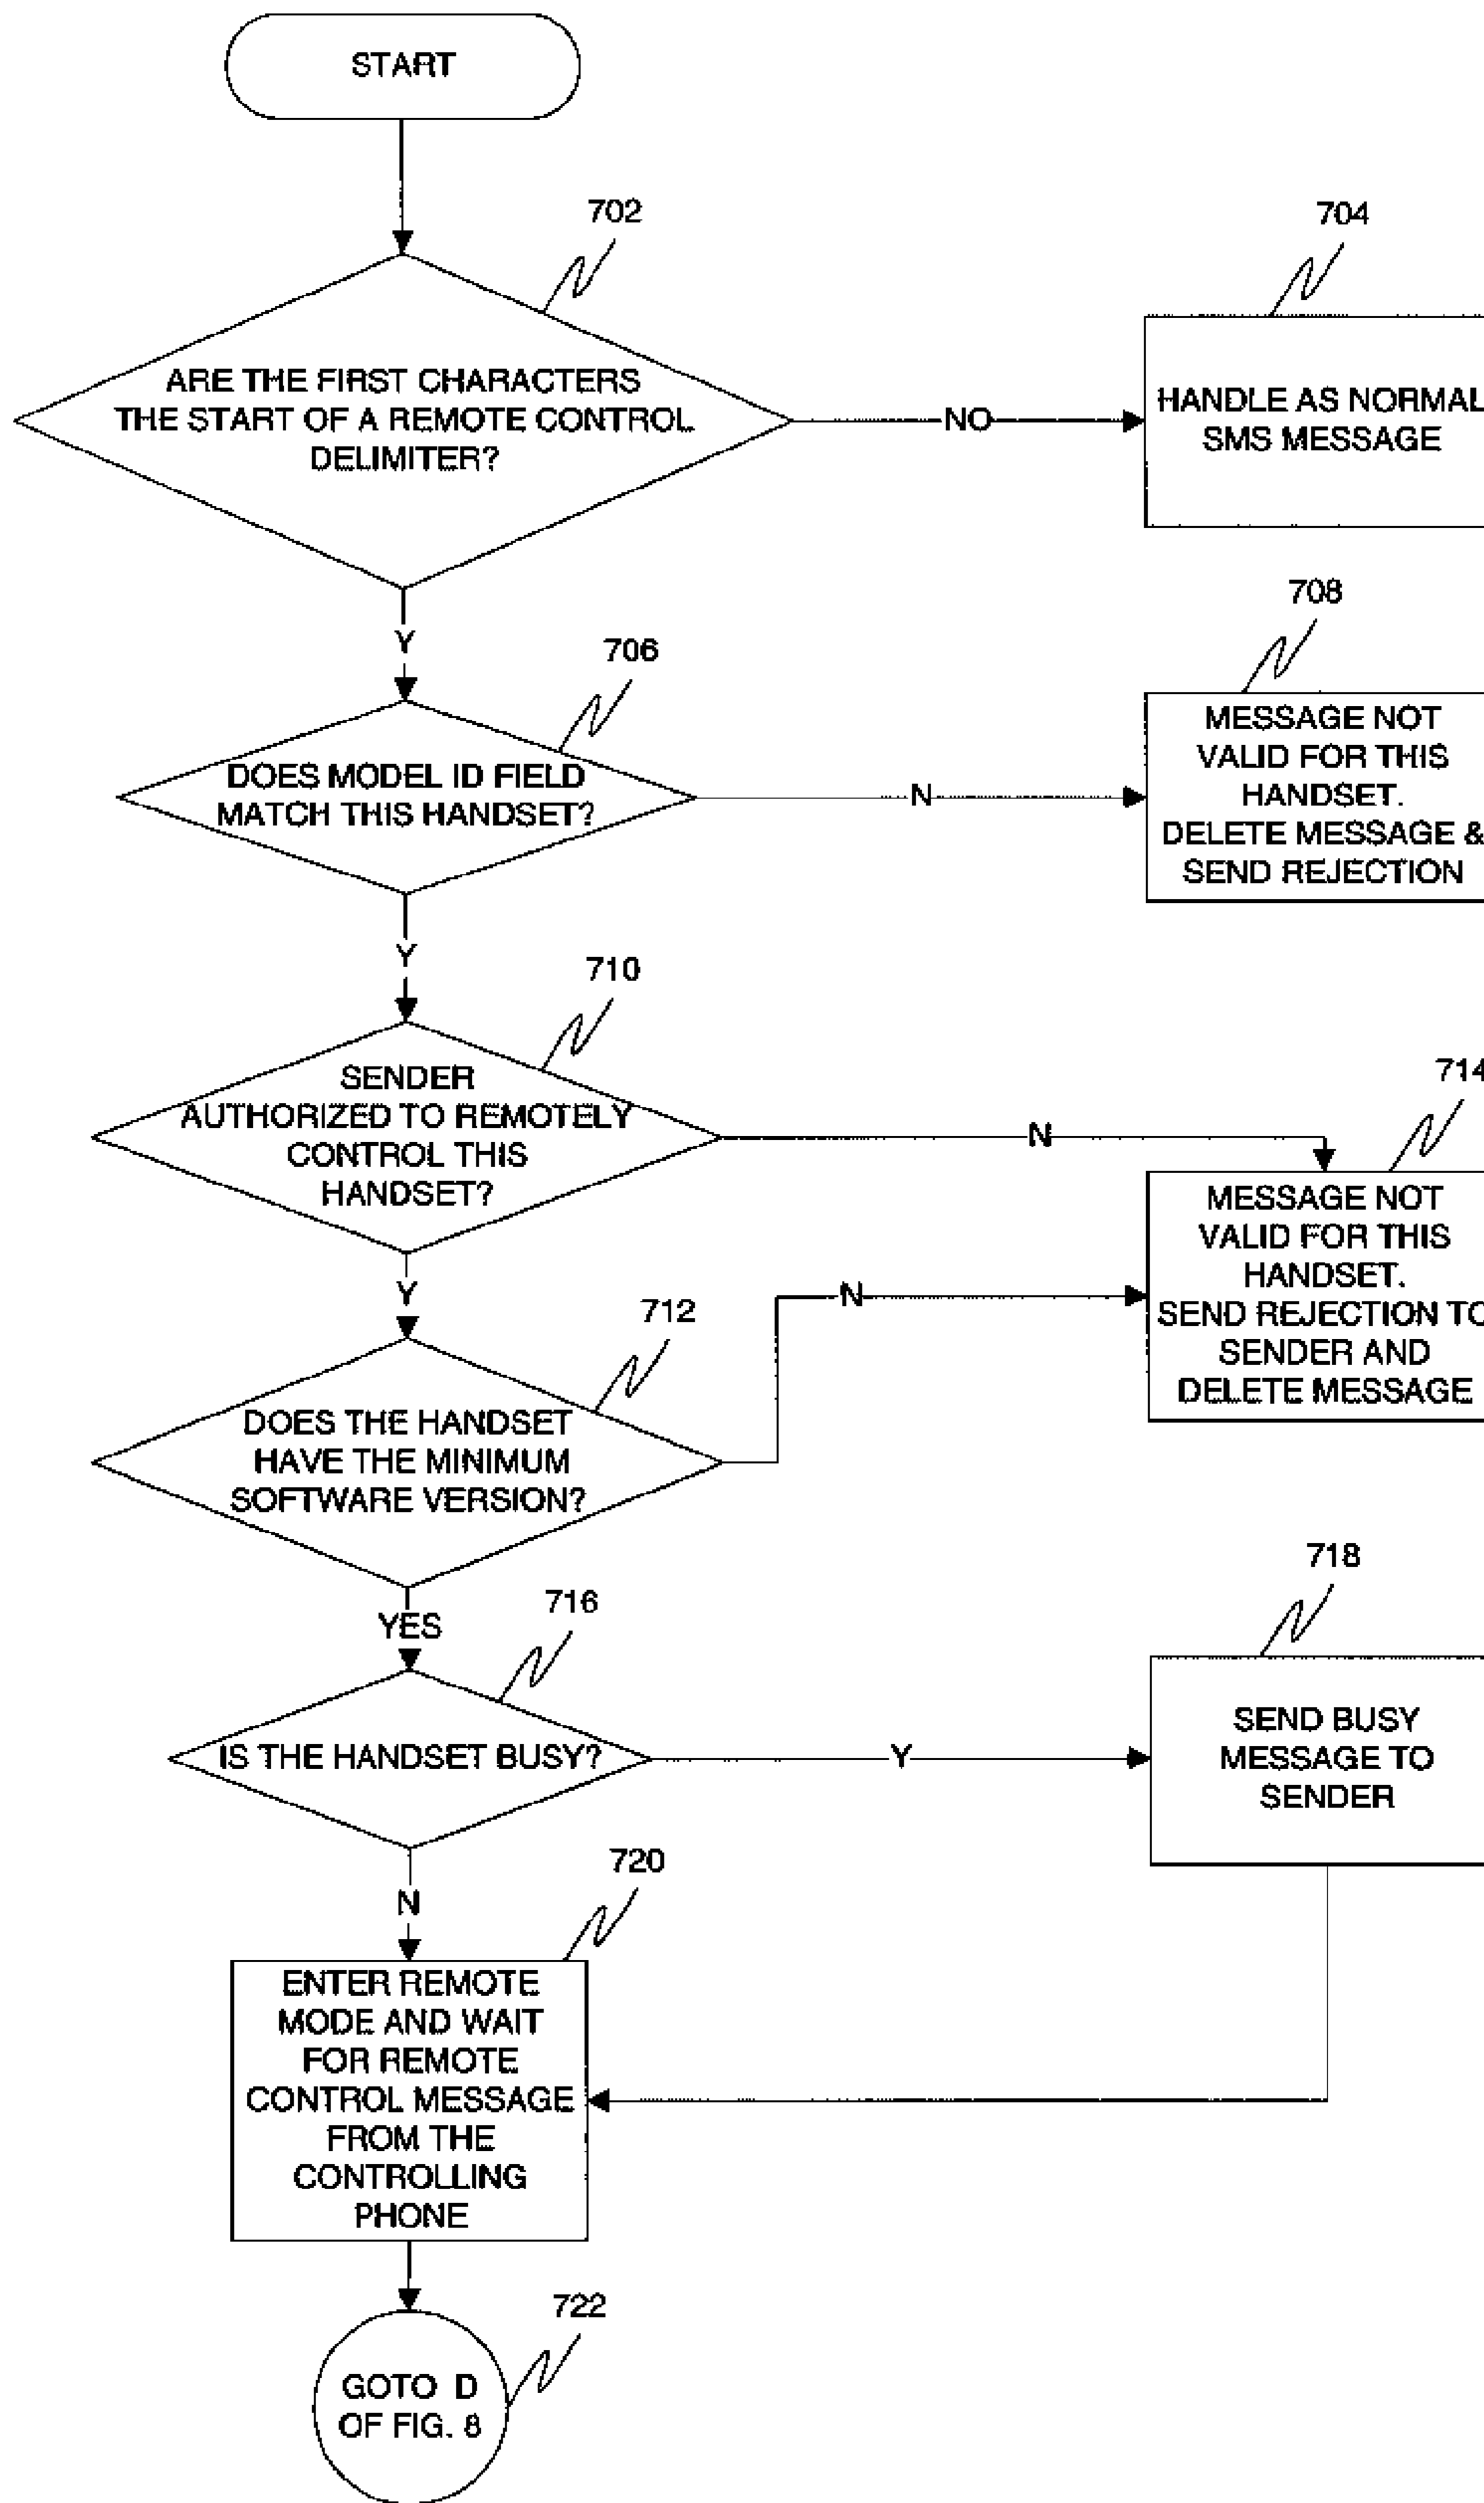 START
702
ARE THE FIRST CHARACTERS
THE START OF A REMOTE CONTROL
DELIMITER?
NO
704
HANDLE AS NORMAL
SMS MESSAGE
Y
706
DOES MODEL ID FIELD
MATCH THIS HANDSET?
N
708
MESSAGE NOT
VALID FOR THIS
HANDSET.
DELETE MESSAGE &
SEND REJECTION
Y
710
SENDER
AUTHORIZED TO REMOTELY
CONTROL THIS
HANDSET?
N
714
MESSAGE NOT
VALID FOR THIS
HANDSET.
SEND REJECTION TO
SENDER AND
DELETE MESSAGE
Y
712
DOES THE HANDSET
HAVE THE MINIMUM
SOFTWARE VERSION?
N
YES
716
IS THE HANDSET BUSY?
Y
718
SEND BUSY
MESSAGE TO
SENDER
N
720
ENTER REMOTE
MODE AND WAIT
FOR REMOTE
CONTROL MESSAGE
FROM THE
CONTROLLING
PHONE
722
GOTO D
OF FIG. 8